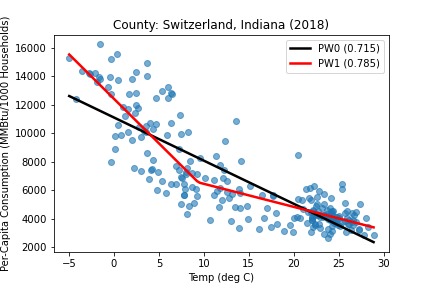 County: Switzerland, Indiana (2018)
Per-Capita Consumption (MMBtu/1000 Households)
16000
14000
12000
10000
8000
6000
4000
2000
PW0 (0.715)
PW1 (0.785)
−5 0 5 10 15 20 25 30
Temp (deg C)